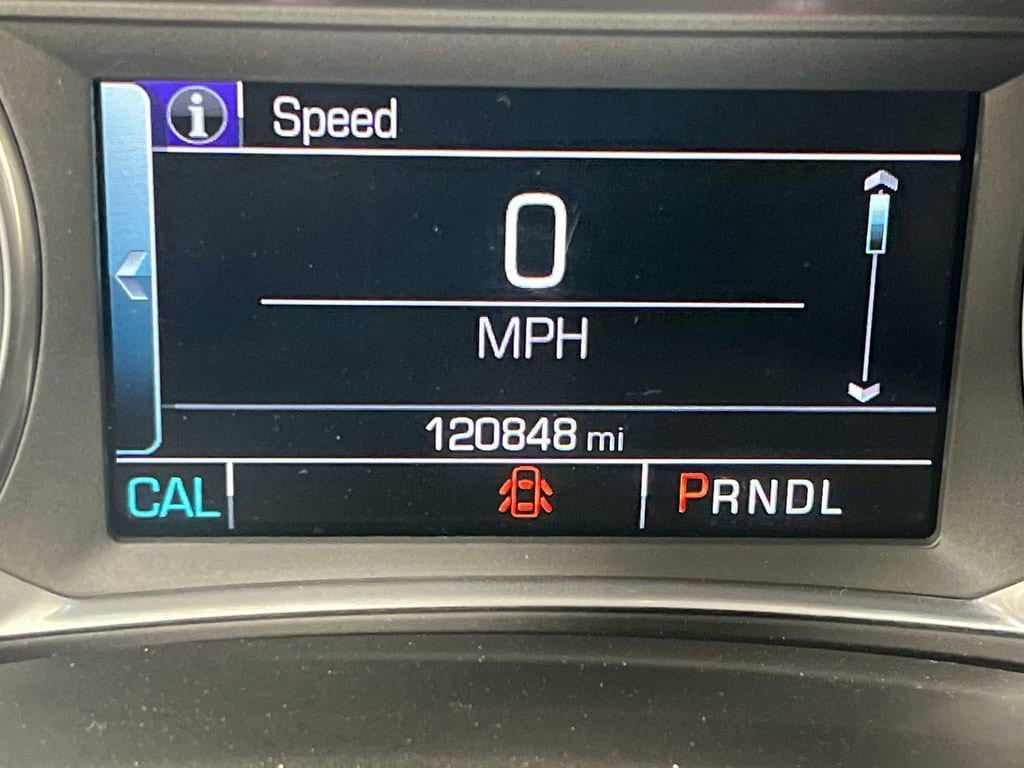 i Speed
0
MPH
120848 mi
CAL PRNDL